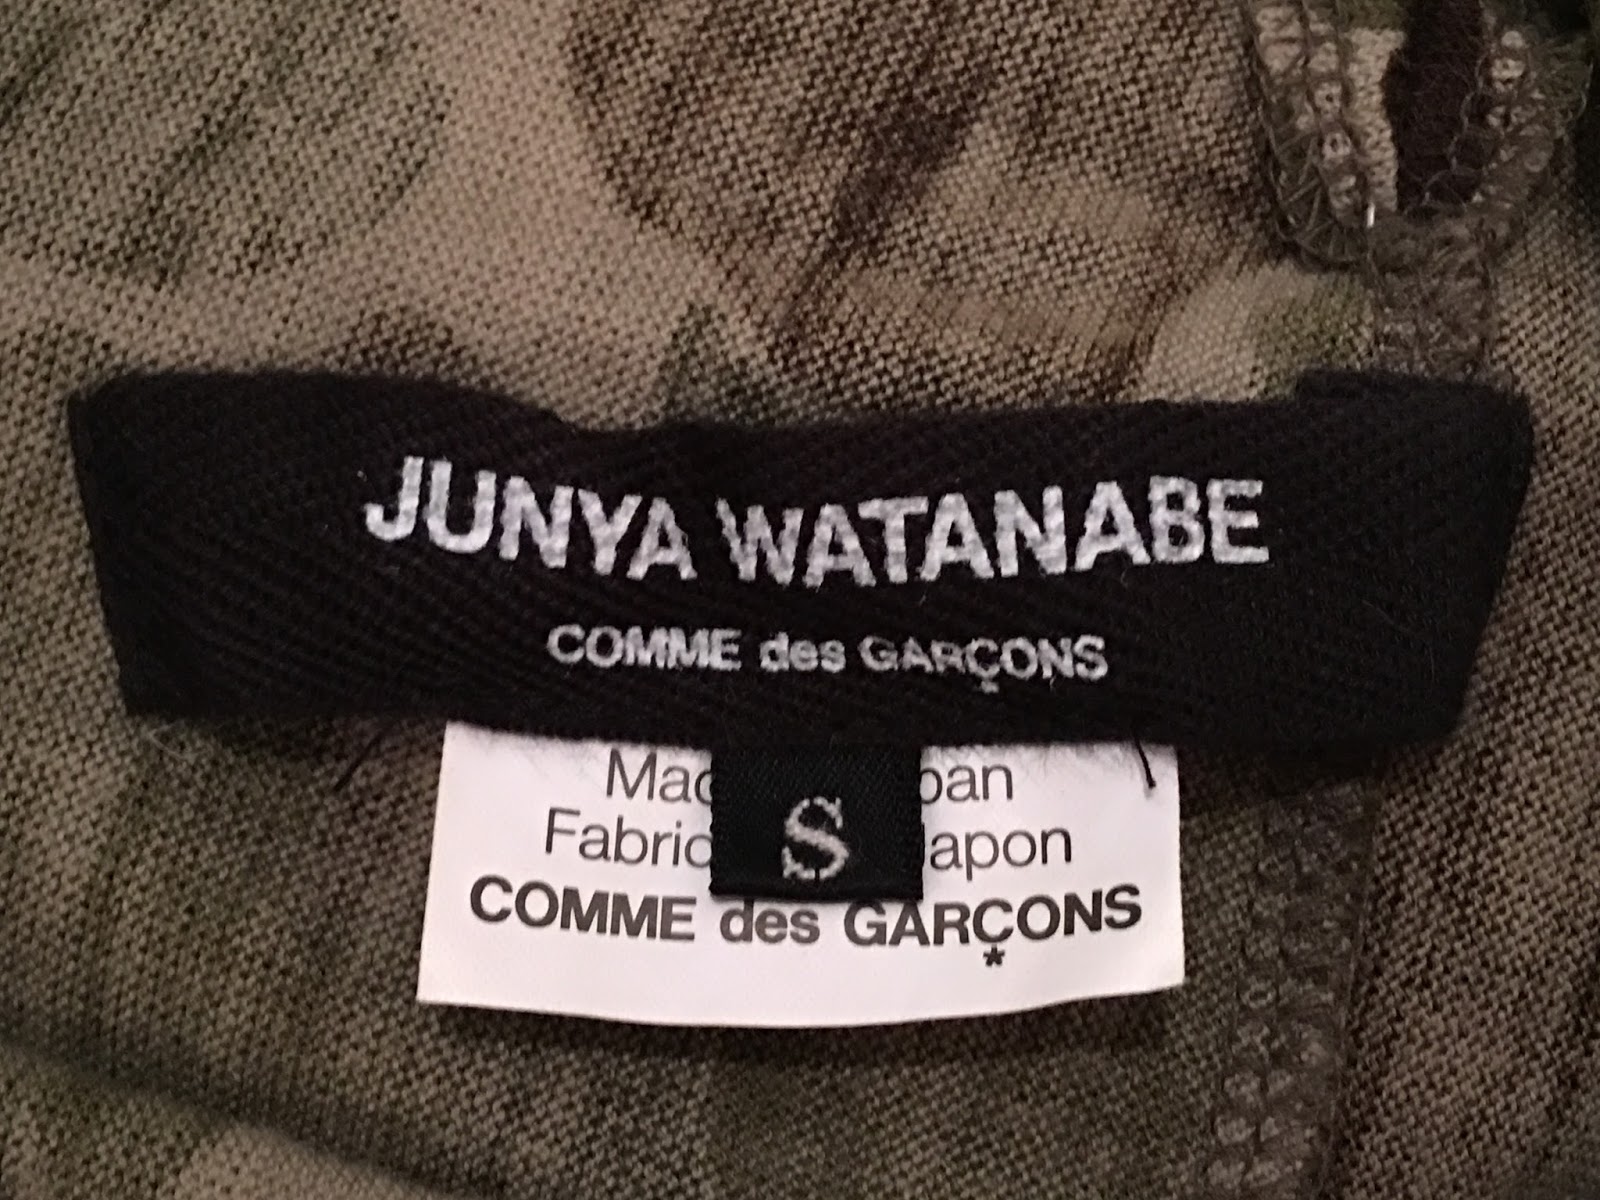 JUNYA WATANABE
COMME des GARÇONS
S
COMME des GARÇONS
*